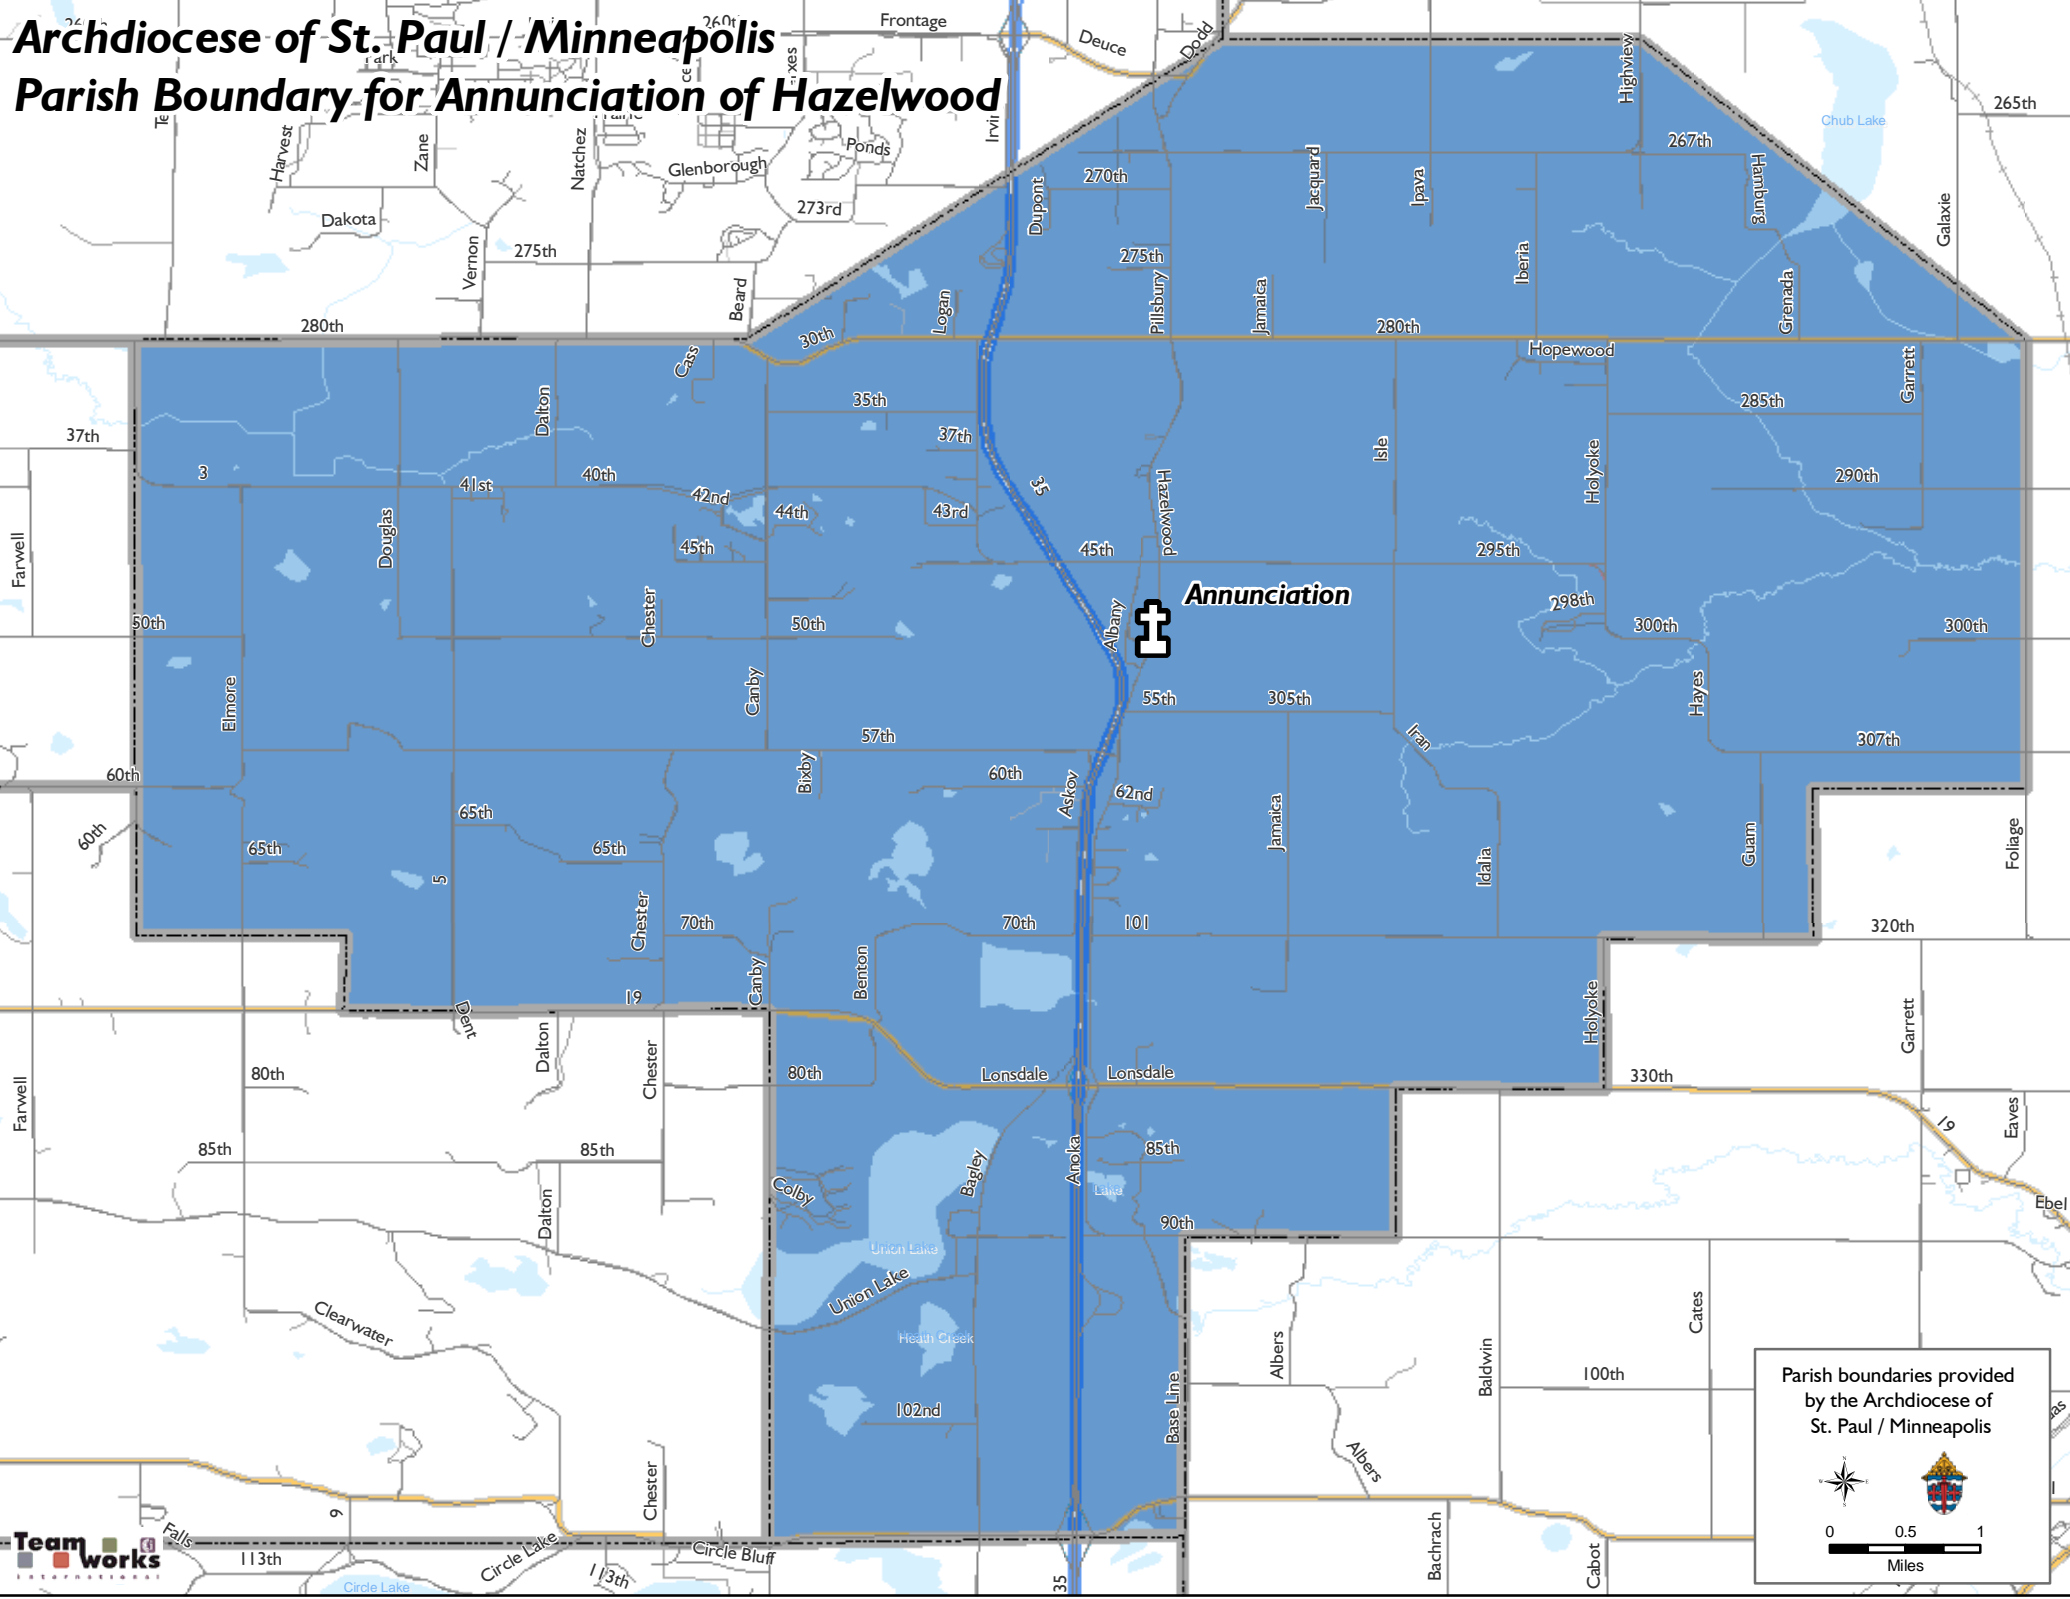 Archdiocese of St. Paul / Minneapolis
Parish Boundary for Annunciation of Hazelwood
Frontage
Deuce
Dodd
Highview
265th
Chub Lake
Park
Harvest
Zane
Natchez
Glenborough
Ponds
Dakota
273rd
Vernon
275th
Beard
280th
Dupont
270th
275th
Pillsbury
Jacquard
Ipava
267th
Hamburg
Galaxie
Logan
Jamaica
Iberia
Grenada
30th
280th
Hopewood
Garrett
Cass
Dalton
35th
37th
285th
37th
3
41st
40th
42nd
44th
43rd
45th
35
Hazelwood
Isle
Holyoke
290th
Farwell
Douglas
45th
295th
50th
Chester
50th
Albany
Annunciation
298th
300th
300th
Elmore
Canby
55th
305th
Iran
Hayes
307th
57th
60th
Bixby
60th
Askov
62nd
Jamaica
60th
65th
65th
65th
5
Idalia
Guam
Foliage
Chester
70th
Canby
Benton
70th
101
320th
19
Dent
Dalton
Chester
Holyoke
Garrett
Farwell
80th
80th
Lonsdale
Lonsdale
330th
19
Eaves
85th
85th
Dalton
Colby
Bagley
Anoka
85th
Lake
90th
Ebel
Union Lake
Union Lake
Clearwater
Heath Creek
Albers
Baldwin
Cates
100th
102nd
Base Line
Albers
Chester
9
Falls
113th
Circle Lake
Circle Lake
113th
Circle Bluff
35
Bachrach
Cabot
Parish boundaries provided
by the Archdiocese of
St. Paul / Minneapolis
N
0 0.5 1
Miles
Team
works
international